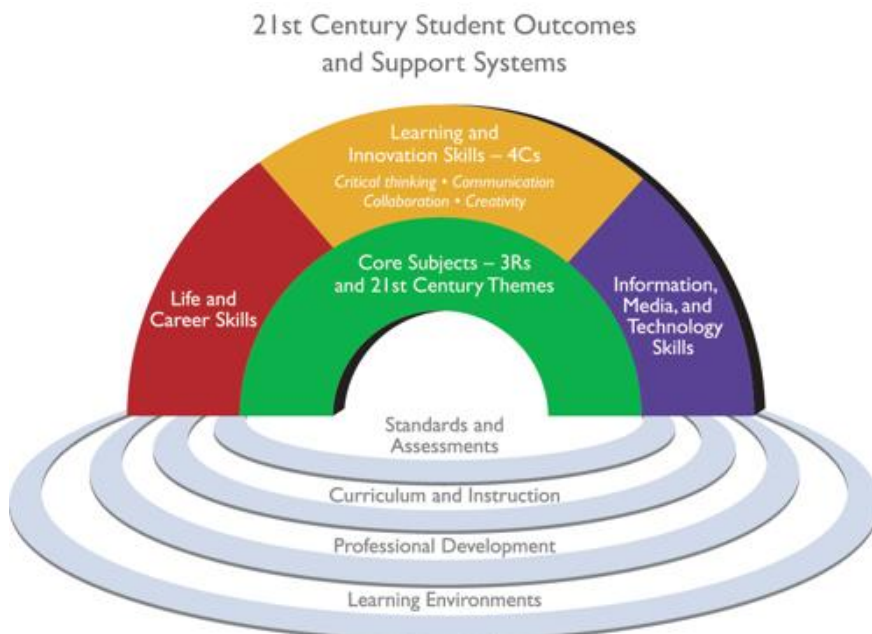 21st Century Student Outcomes
and Support Systems
Learning and
Innovation Skills – 4Cs
Critical thinking • Communication
Collaboration • Creativity
Core Subjects – 3Rs
and 21st Century Themes
Life and
Career Skills
Information,
Media, and
Technology
Skills
Standards and
Assessments
Curriculum and Instruction
Professional Development
Learning Environments